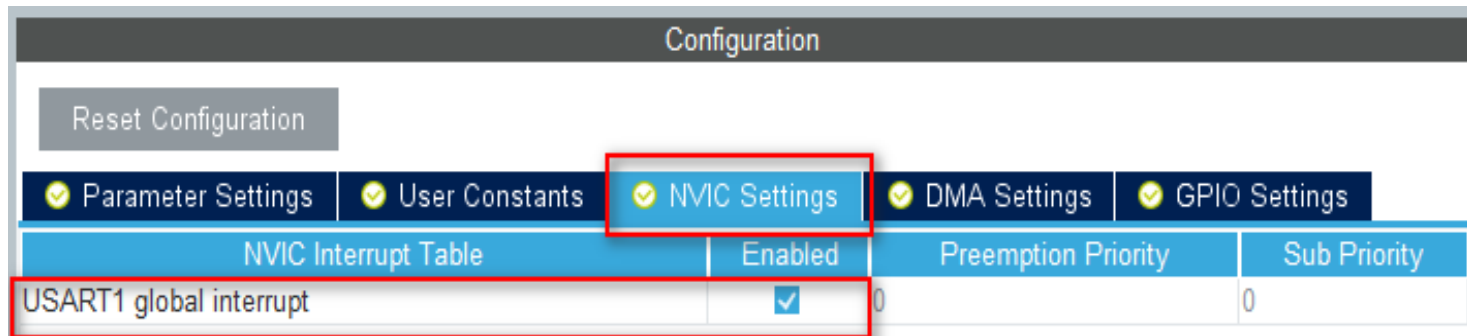 Configuration
Reset Configuration
Parameter Settings User Constants NVIC Settings DMA Settings GPIO Settings
NVIC Interrupt Table Enabled Preemption Priority Sub Priority
USART1 global interrupt 0 0